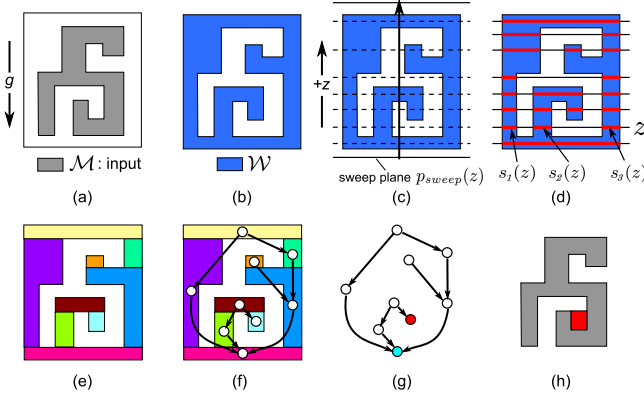 g
ℳ : input
(a)
𝒲
(b)
+z
sweep plane p_sweep(z)
(c)
z
s₁(z) s₂(z) s₃(z)
(d)
(e)
(f)
(g)
(h)